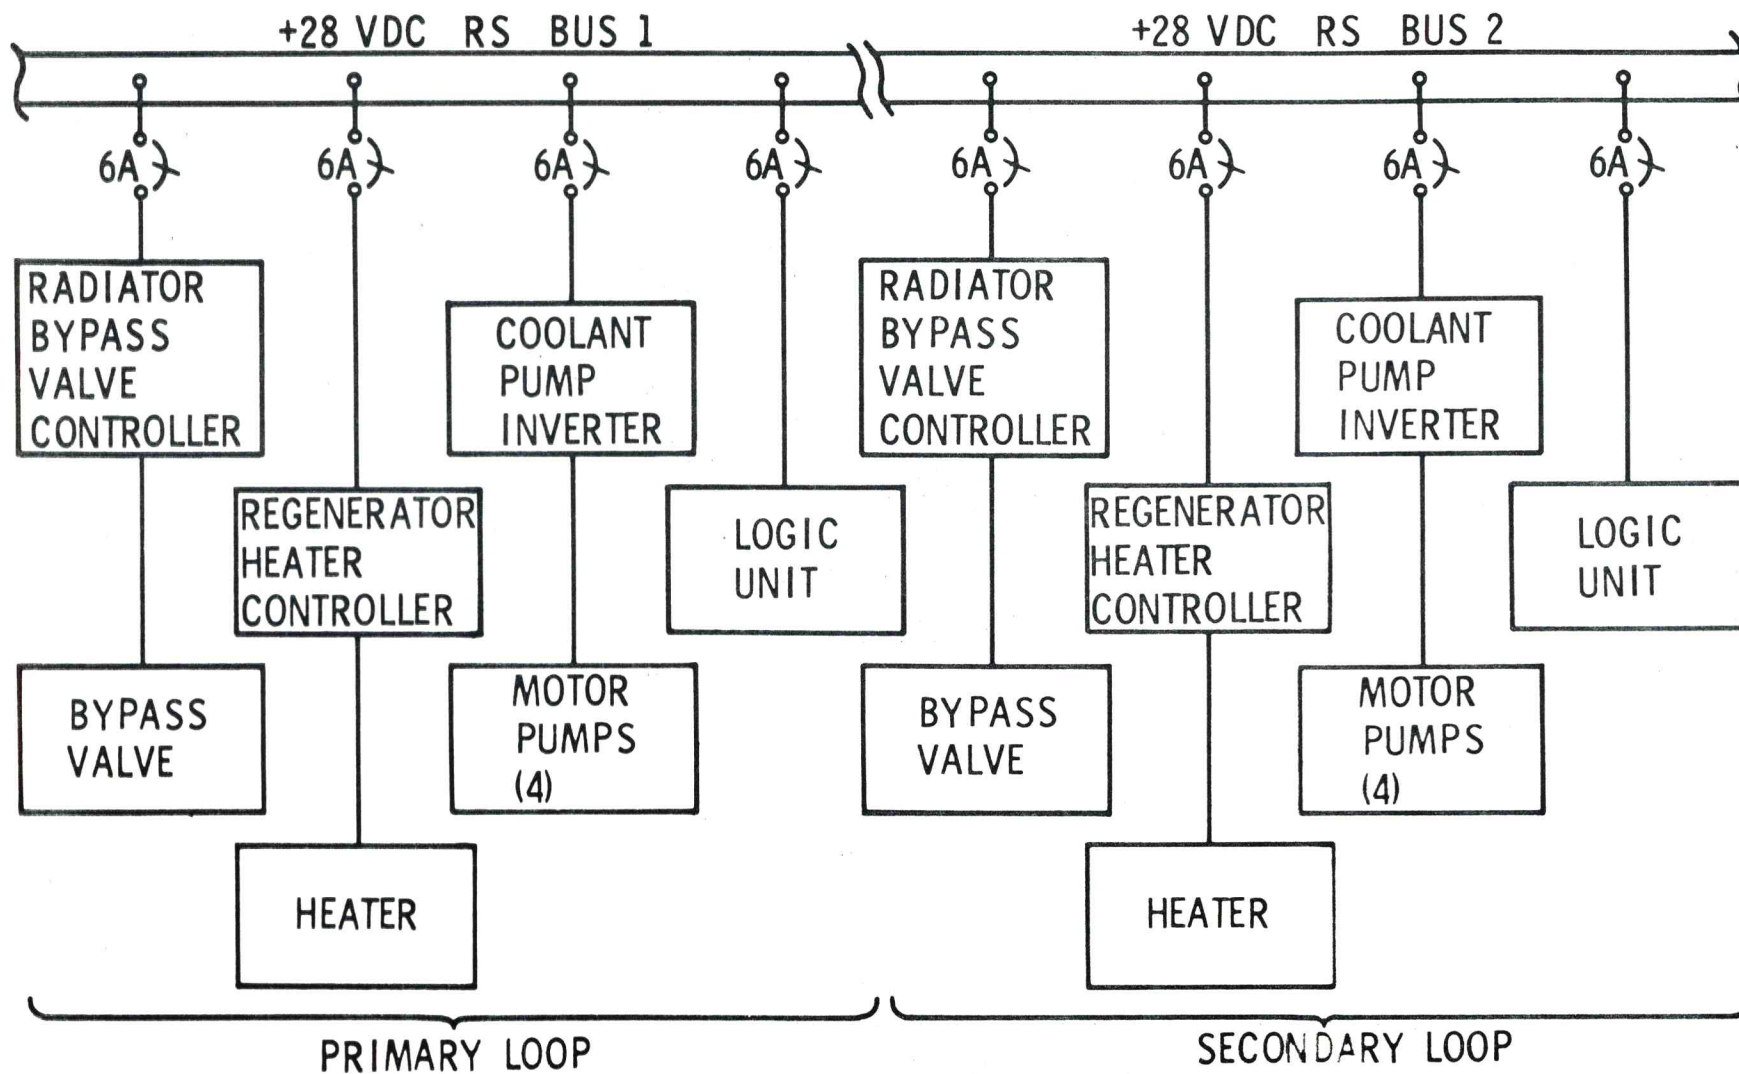 +28 VDC RS BUS 1
+28 VDC RS BUS 2
6A
6A
6A
6A
6A
6A
6A
6A
RADIATOR
BYPASS
VALVE
CONTROLLER
REGENERATOR
HEATER
CONTROLLER
COOLANT
PUMP
INVERTER
LOGIC
UNIT
BYPASS
VALVE
HEATER
MOTOR
PUMPS
(4)
RADIATOR
BYPASS
VALVE
CONTROLLER
REGENERATOR
HEATER
CONTROLLER
COOLANT
PUMP
INVERTER
LOGIC
UNIT
BYPASS
VALVE
HEATER
MOTOR
PUMPS
(4)
PRIMARY LOOP
SECONDARY LOOP